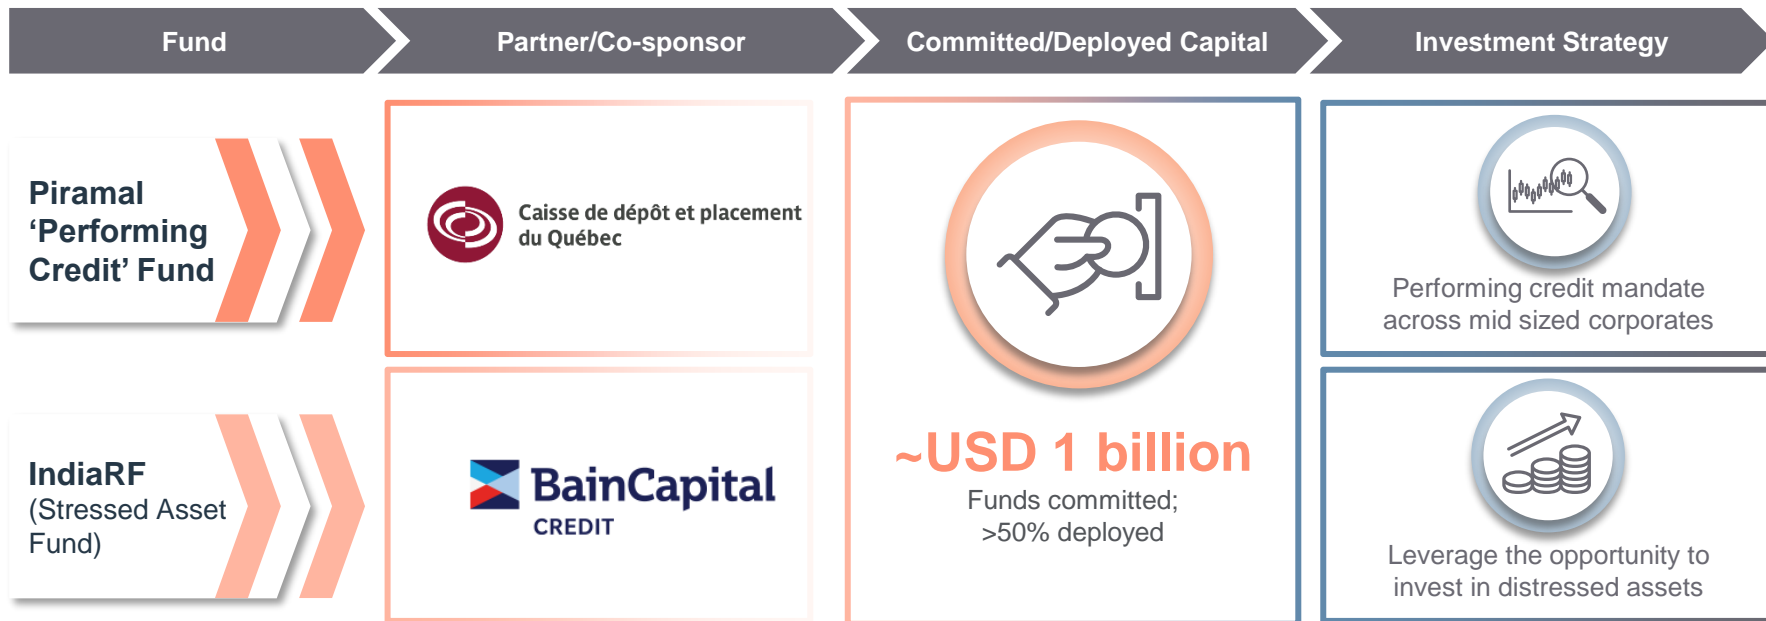 Fund
Partner/Co-sponsor
Committed/Deployed Capital
Investment Strategy
Piramal
‘Performing
Credit’ Fund
Caisse de dépôt et placement
du Québec
Performing credit mandate
across mid sized corporates
IndiaRF
(Stressed Asset
Fund)
BainCapital
CREDIT
~USD 1 billion
Funds committed;
>50% deployed
Leverage the opportunity to
invest in distressed assets